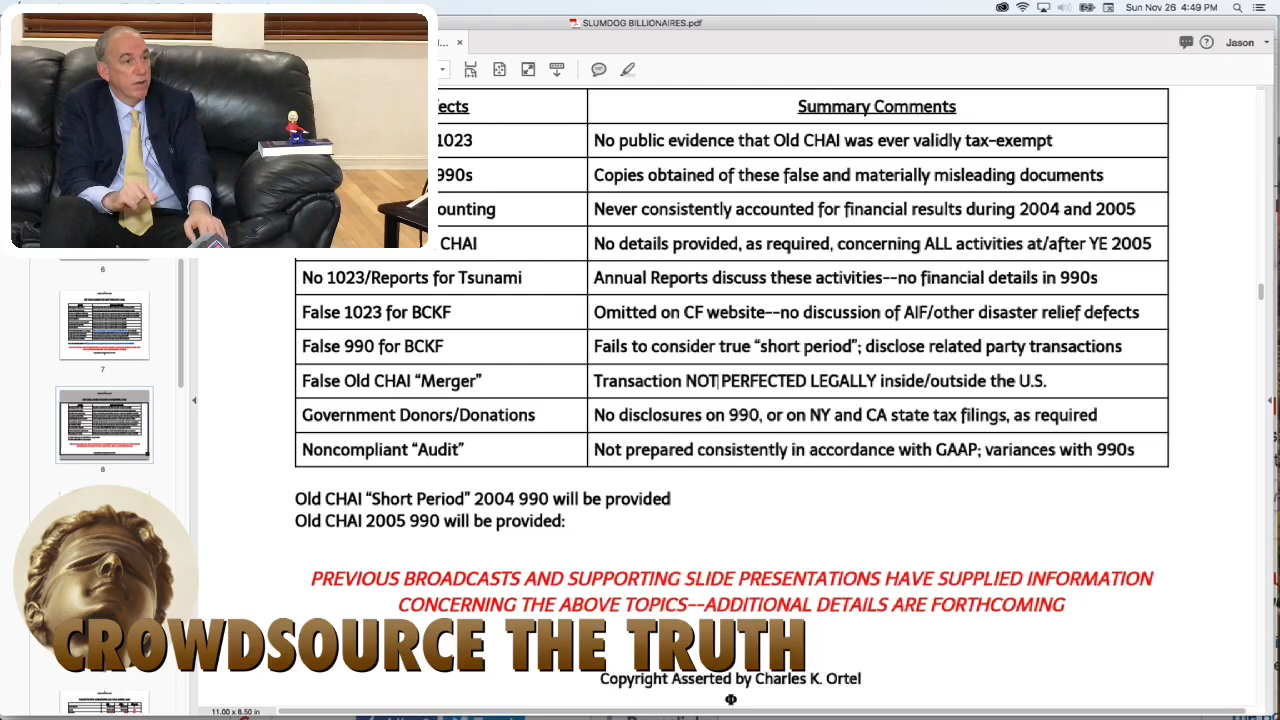 Sun Nov 26 4:49 PM
SLUMDOG BILLIONAIRES.pdf
Jason
ects Summary Comments
1023 No public evidence that Old CHAI was ever validly tax-exempt
990s Copies obtained of these false and materially misleading documents
ounting Never consistently accounted for financial results during 2004 and 2005
CHAI No details provided, as required, concerning ALL activities at/after YE 2005
No 1023/Reports for Tsunami Annual Reports discuss these activities--no financial details in 990s
False 1023 for BCKF Omitted on CF website--no discussion of AIF/other disaster relief defects
False 990 for BCKF Fails to consider true “short period”; disclose related party transactions
False Old CHAI “Merger” Transaction NOT PERFECTED LEGALLY inside/outside the U.S.
Government Donors/Donations No disclosures on 990, or on NY and CA state tax filings, as required
Noncompliant “Audit” Not prepared consistently in accordance with GAAP; variances with 990s
Old CHAI “Short Period” 2004 990 will be provided
Old CHAI 2005 990 will be provided:
PREVIOUS BROADCASTS AND SUPPORTING SLIDE PRESENTATIONS HAVE SUPPLIED INFORMATION
CONCERNING THE ABOVE TOPICS--ADDITIONAL DETAILS ARE FORTHCOMING
Copyright Asserted by Charles K. Ortel
6
7
8
CROWDSOURCE THE TRUTH
11.00 x 8.50 in